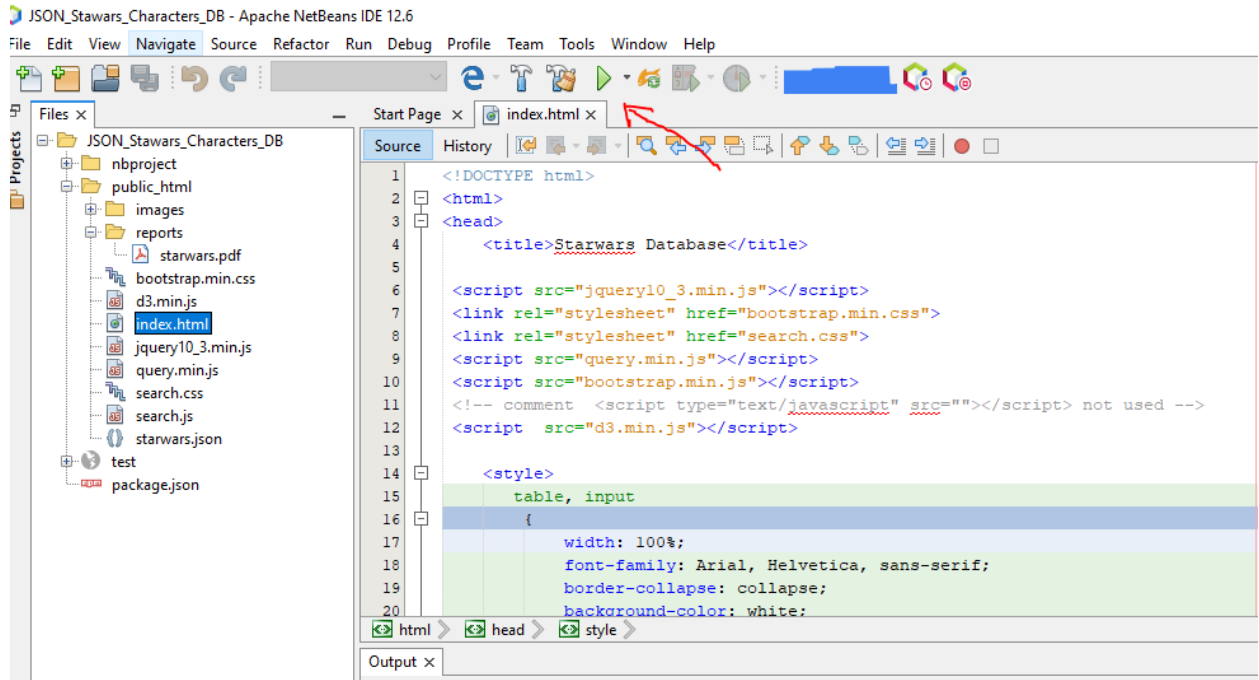 JSON_Stawars_Characters_DB - Apache NetBeans IDE 12.6
File Edit View Navigate Source Refactor Run Debug Profile Team Tools Window Help
Files
Projects
JSON_Stawars_Characters_DB
nbproject
public_html
images
reports
starwars.pdf
bootstrap.min.css
d3.min.js
index.html
jquery10_3.min.js
query.min.js
search.css
search.js
starwars.json
test
package.json
Start Page index.html
Source History
1 <!DOCTYPE html>
2 <html>
3 <head>
4 <title>Starwars Database</title>
5
6 <script src="jquery10_3.min.js"></script>
7 <link rel="stylesheet" href="bootstrap.min.css">
8 <link rel="stylesheet" href="search.css">
9 <script src="query.min.js"></script>
10 <script src="bootstrap.min.js"></script>
11 <!-- comment <script type="text/javascript" src=""></script> not used -->
12 <script src="d3.min.js"></script>
13
14 <style>
15 table, input
16 {
17 width: 100%;
18 font-family: Arial, Helvetica, sans-serif;
19 border-collapse: collapse;
20 background-color: white;
html head style
Output